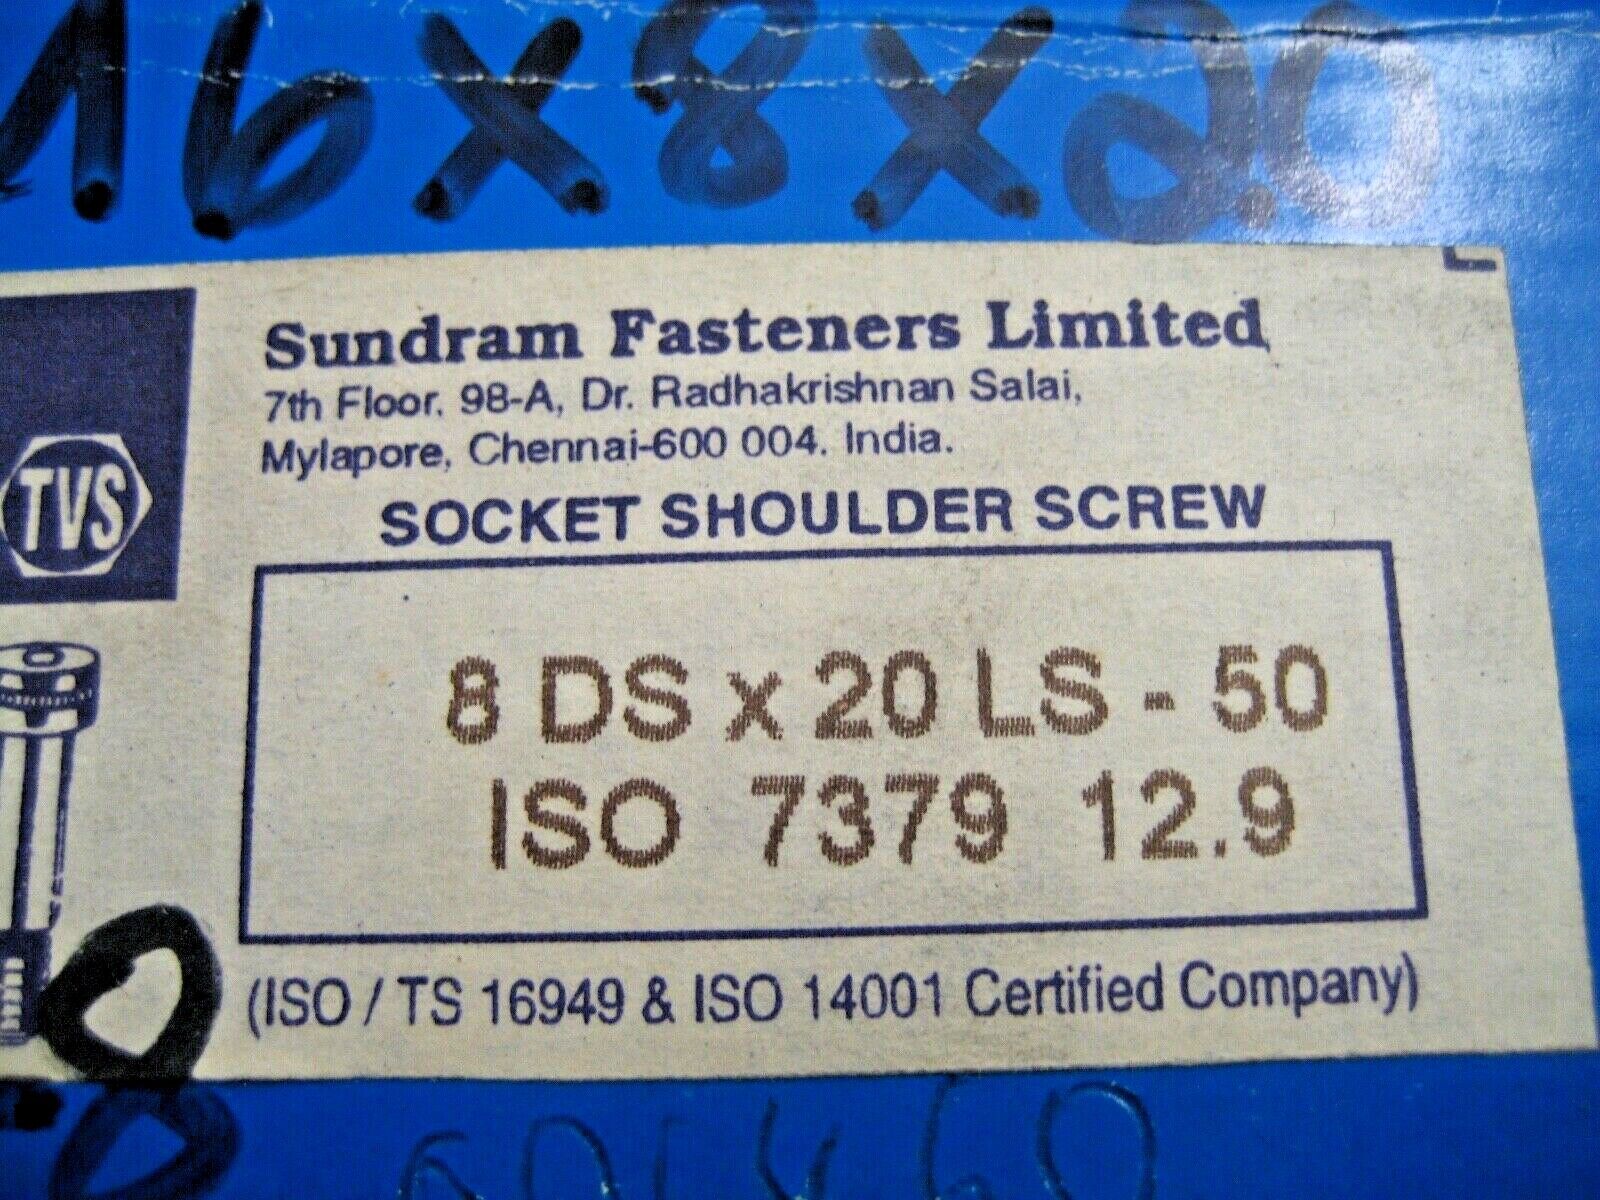 M6x8x20
Sundram Fasteners Limited
7th Floor. 98-A, Dr. Radhakrishnan Salai,
Mylapore, Chennai-600 004. India.
TVS
SOCKET SHOULDER SCREW
8 DS x 20 LS - 50
ISO 7379 12.9
(ISO / TS 16949 & ISO 14001 Certified Company)